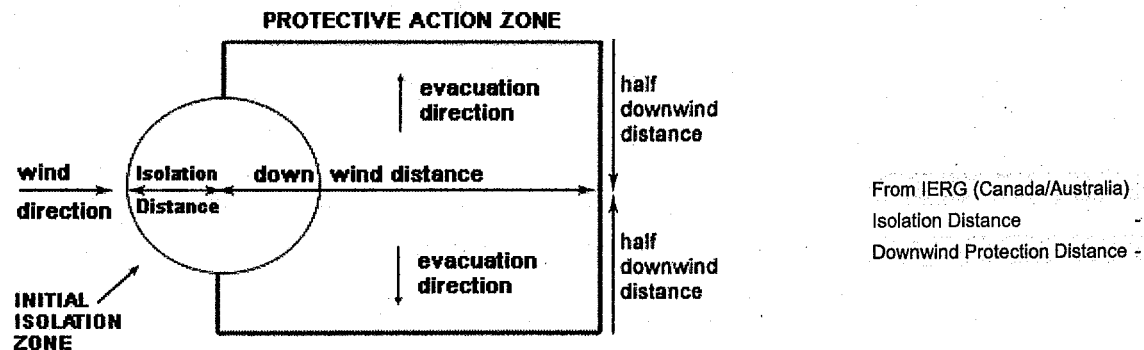 PROTECTIVE ACTION ZONE
evacuation
direction
half
downwind
distance
wind
direction
Isolation
Distance
down wind distance
evacuation
direction
half
downwind
distance
INITIAL
ISOLATION
ZONE
From IERG (Canada/Australia)
Isolation Distance -
Downwind Protection Distance -